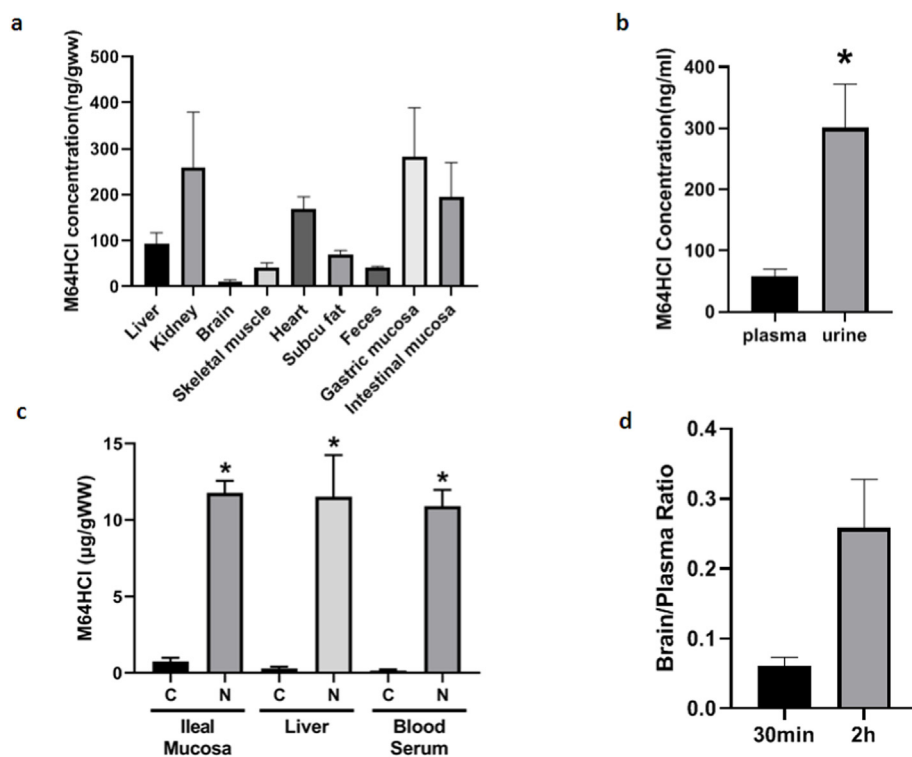 a
M64HCl concentration(ng/gww)
500
400
300
200
100
0
Liver
Kidney
Brain
Skeletal muscle
Heart
Subcu fat
Feces
Gastric mucosa
Intestinal mucosa
b
M64HCl Concentration(ng/ml)
400
300
200
100
0
*
plasma urine
c
M64HCl (µg/gWW)
15
10
5
0
* * *
C N C N C N
Ileal Mucosa
Liver
Blood Serum
d
Brain/Plasma Ratio
0.4
0.3
0.2
0.1
0.0
30min 2h